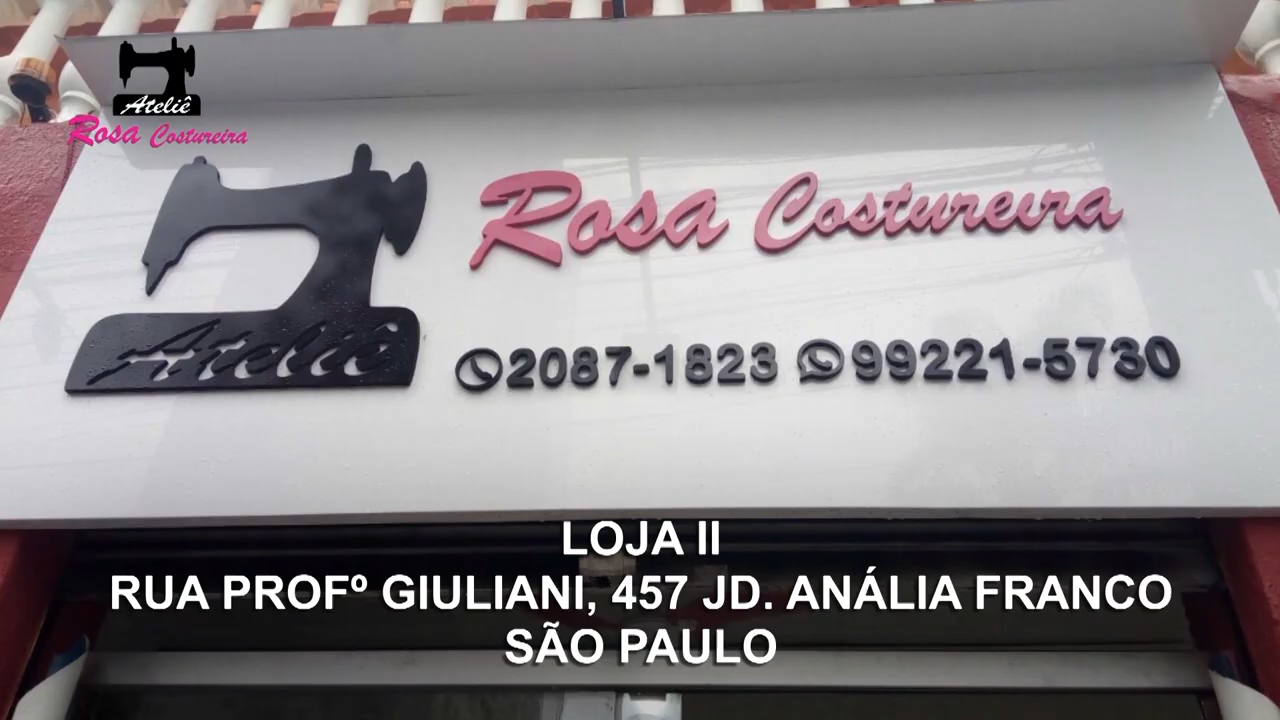 Ateliê
Rosa Costureira
Rosa Costureira
Ateliê
2087-1823 99221-5730
LOJA II
RUA PROFº GIULIANI, 457 JD. ANÁLIA FRANCO
SÃO PAULO